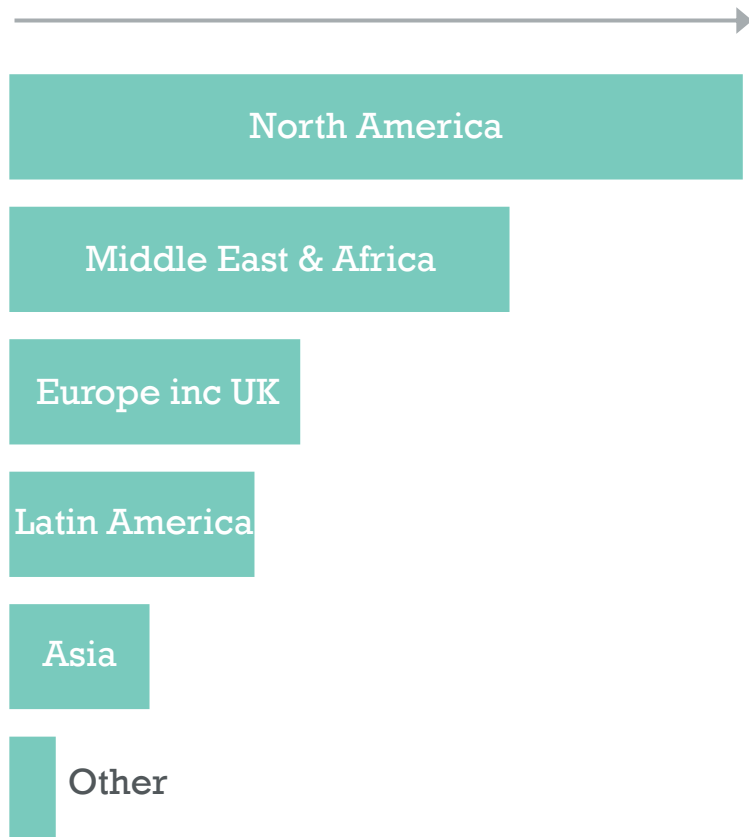 North America
Middle East & Africa
Europe inc UK
Latin America
Asia
Other